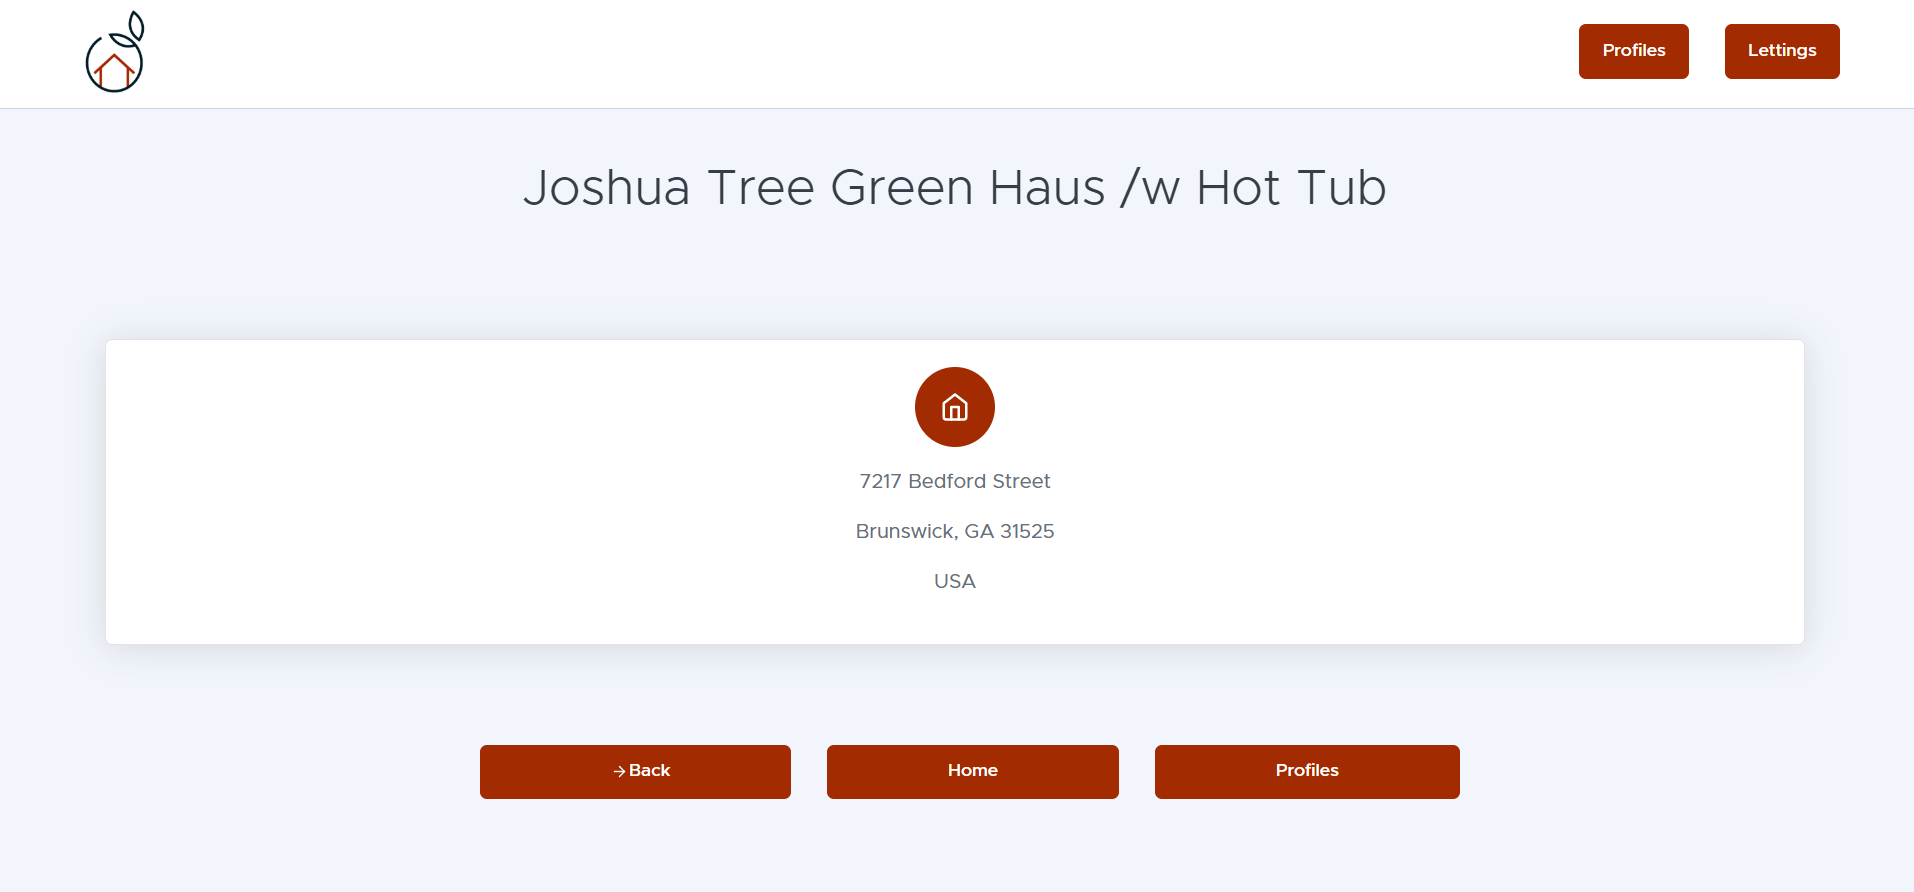 Profiles
Lettings
Joshua Tree Green Haus /w Hot Tub
7217 Bedford Street
Brunswick, GA 31525
USA
→ Back
Home
Profiles